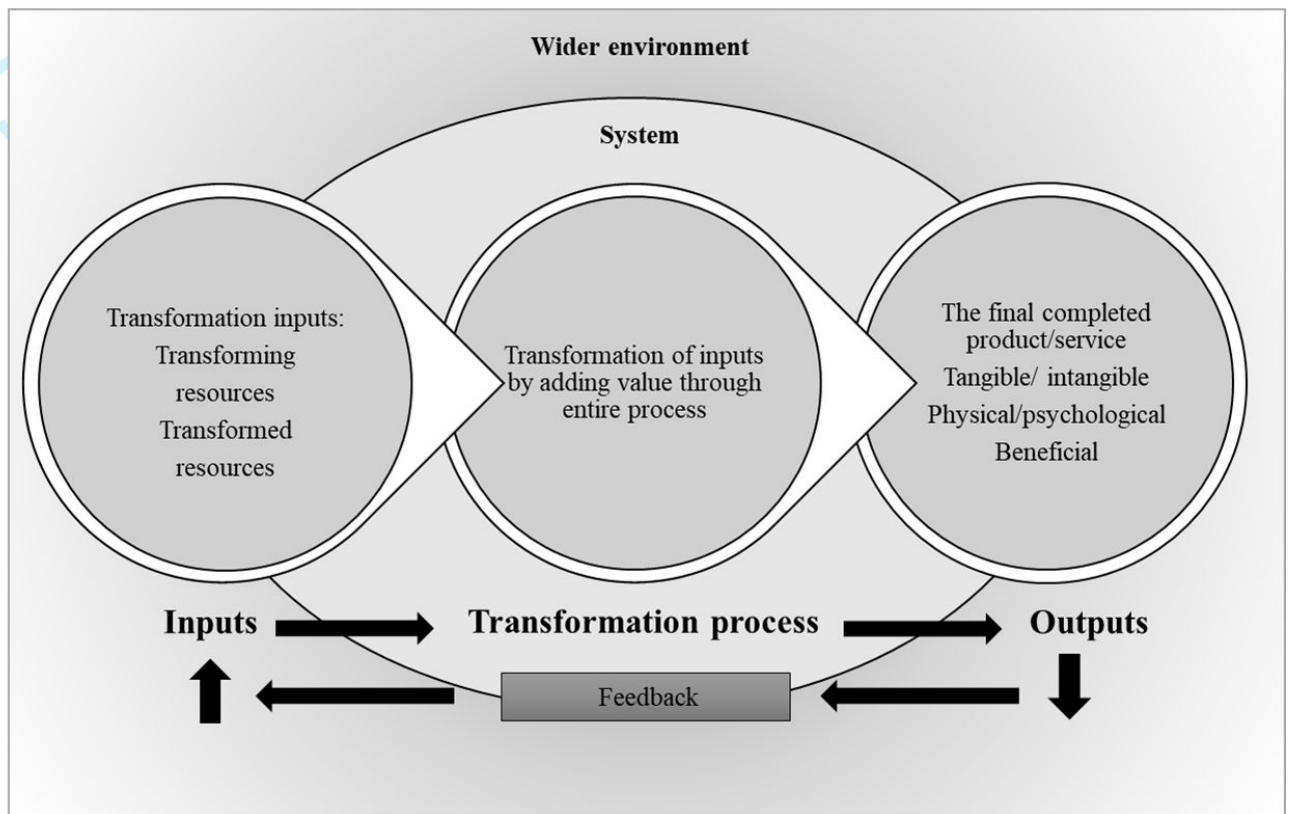 Wider environment
System
Transformation inputs:
Transforming
resources
Transformed
resources
Transformation of inputs
by adding value through
entire process
The final completed
product/service
Tangible/ intangible
Physical/psychological
Beneficial
Inputs
Transformation process
Outputs
Feedback